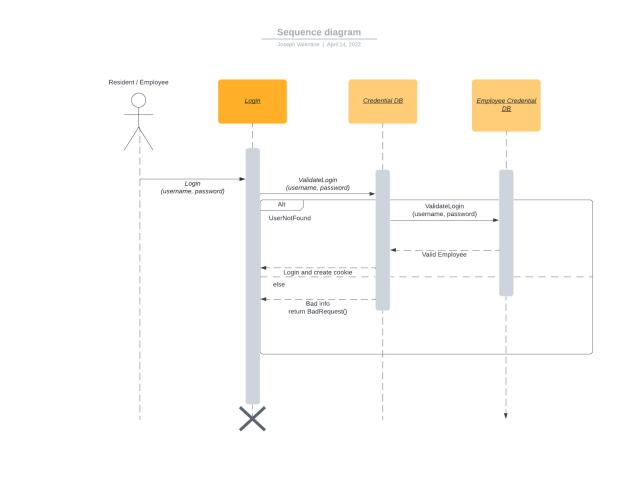 Sequence diagram
Joseph Valentine | April 14, 2022
Resident / Employee
Login
Credential DB
Employee Credential
DB
Login
(username, password)
ValidateLogin
(username, password)
Alt
UserNotFound
ValidateLogin
(username, password)
Valid Employee
Login and create cookie
else
Bad info
return BadRequest()